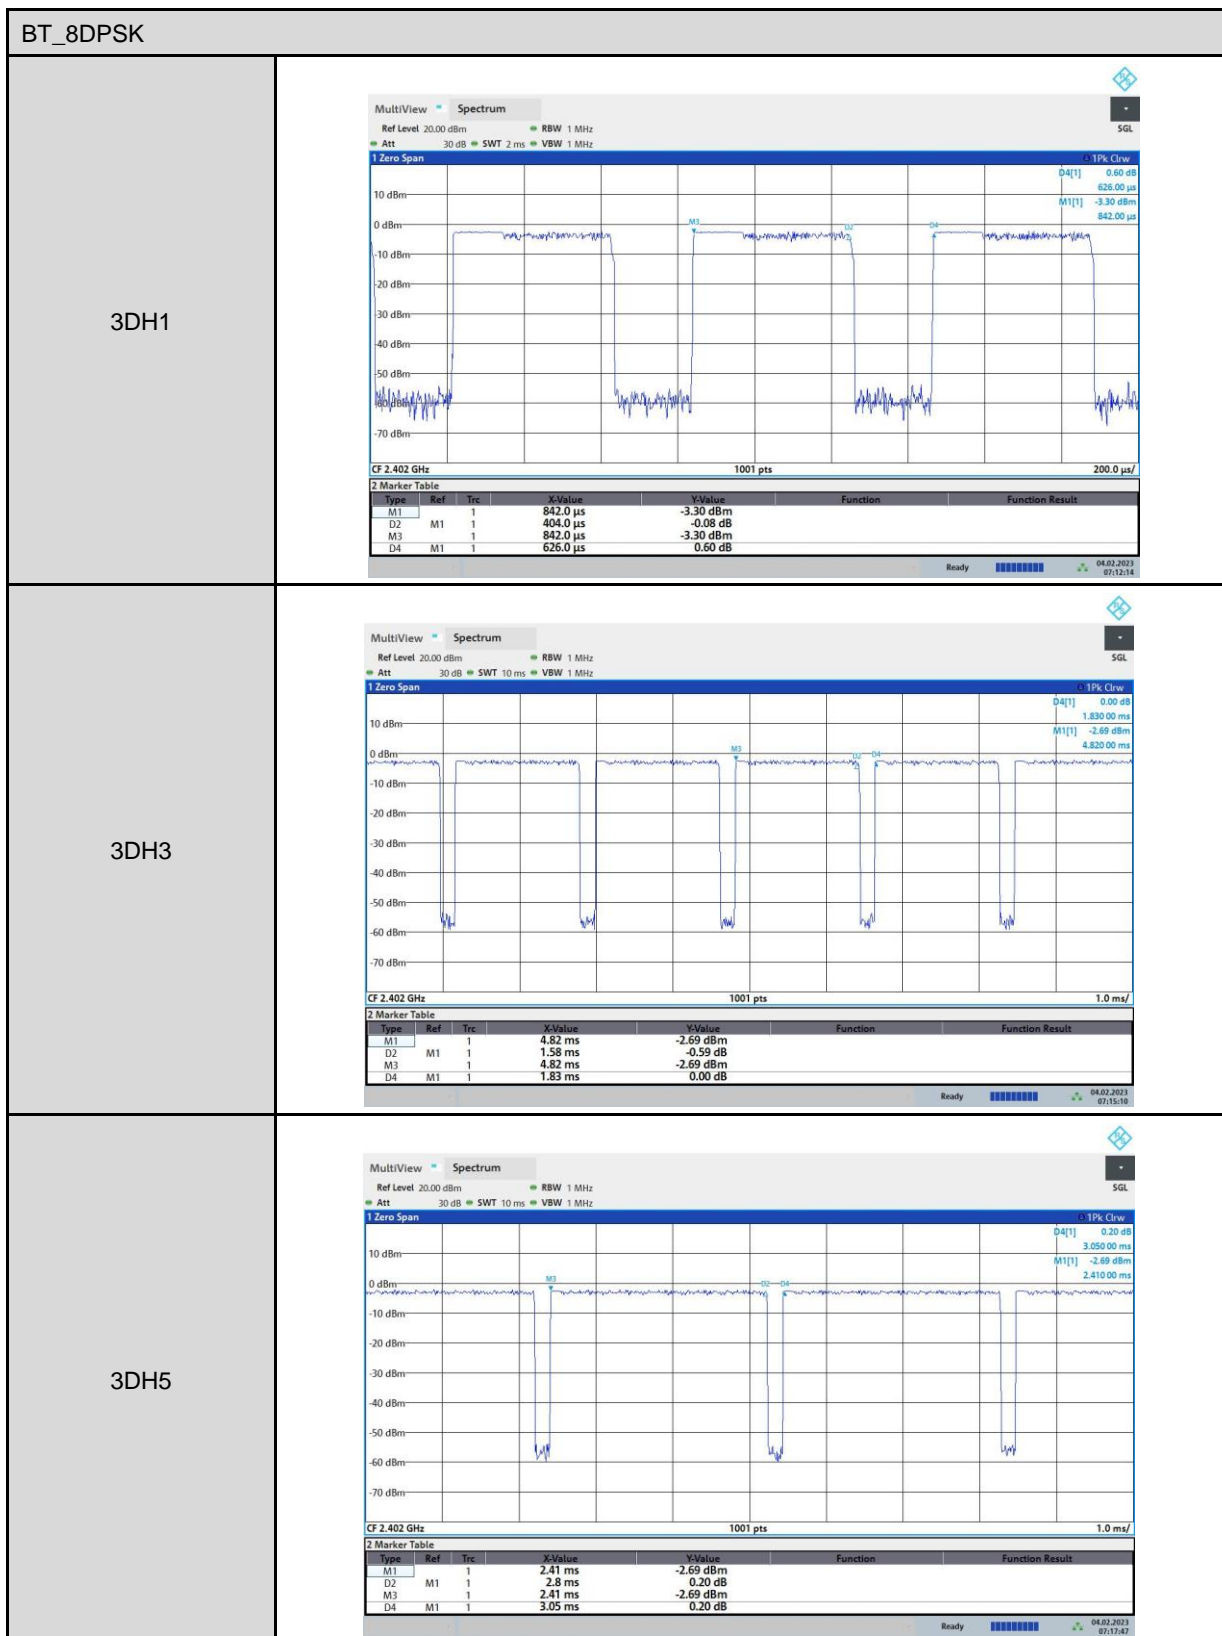 BT_8DPSK
3DH1
MultiView Spectrum
Ref Level 20.00 dBm RBW 1 MHz SGL
Att 30 dB SWT 2 ms VBW 1 MHz
1 Zero Span 1Pk Clrw
D4[1] 0.60 dB
626.00 µs
M1[1] -3.30 dBm
842.00 µs
10 dBm
0 dBm
M3 D2 D4
-10 dBm
-20 dBm
-30 dBm
-40 dBm
-50 dBm
-60 dBm
-70 dBm
CF 2.402 GHz 1001 pts 200.0 µs/
2 Marker Table
Type Ref Trc X-Value Y-Value Function Function Result
M1 1 842.0 µs -3.30 dBm
D2 M1 1 404.0 µs -0.08 dB
M3 1 842.0 µs -3.30 dBm
D4 M1 1 626.0 µs 0.60 dB
Ready 04.02.2023
07:12:14
3DH3
MultiView Spectrum
Ref Level 20.00 dBm RBW 1 MHz SGL
Att 30 dB SWT 10 ms VBW 1 MHz
1 Zero Span 1Pk Clrw
D4[1] 0.00 dB
1.830 00 ms
M1[1] -2.69 dBm
4.820 00 ms
10 dBm
0 dBm
M3 D2 D4
-10 dBm
-20 dBm
-30 dBm
-40 dBm
-50 dBm
-60 dBm
-70 dBm
CF 2.402 GHz 1001 pts 1.0 ms/
2 Marker Table
Type Ref Trc X-Value Y-Value Function Function Result
M1 1 4.82 ms -2.69 dBm
D2 M1 1 1.58 ms -0.59 dB
M3 1 4.82 ms -2.69 dBm
D4 M1 1 1.83 ms 0.00 dB
Ready 04.02.2023
07:15:10
3DH5
MultiView Spectrum
Ref Level 20.00 dBm RBW 1 MHz SGL
Att 30 dB SWT 10 ms VBW 1 MHz
1 Zero Span 1Pk Clrw
D4[1] 0.20 dB
3.050 00 ms
M1[1] -2.69 dBm
2.410 00 ms
10 dBm
0 dBm
M3 D2 D4
-10 dBm
-20 dBm
-30 dBm
-40 dBm
-50 dBm
-60 dBm
-70 dBm
CF 2.402 GHz 1001 pts 1.0 ms/
2 Marker Table
Type Ref Trc X-Value Y-Value Function Function Result
M1 1 2.41 ms -2.69 dBm
D2 M1 1 2.8 ms 0.20 dB
M3 1 2.41 ms -2.69 dBm
D4 M1 1 3.05 ms 0.20 dB
Ready 04.02.2023
07:17:47